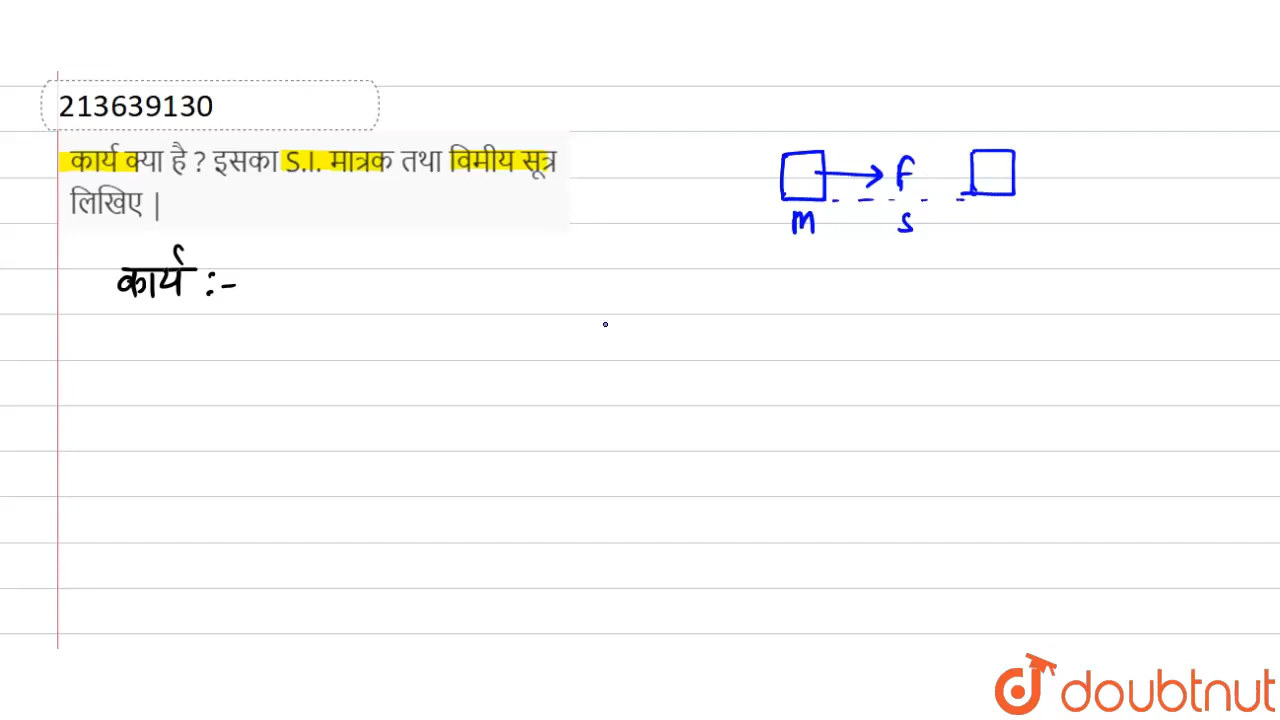 213639130
कार्य क्या है ? इसका S.I. मात्रक तथा विमीय सूत्र
लिखिए |
F
M S
कार्य :-
doubtnut